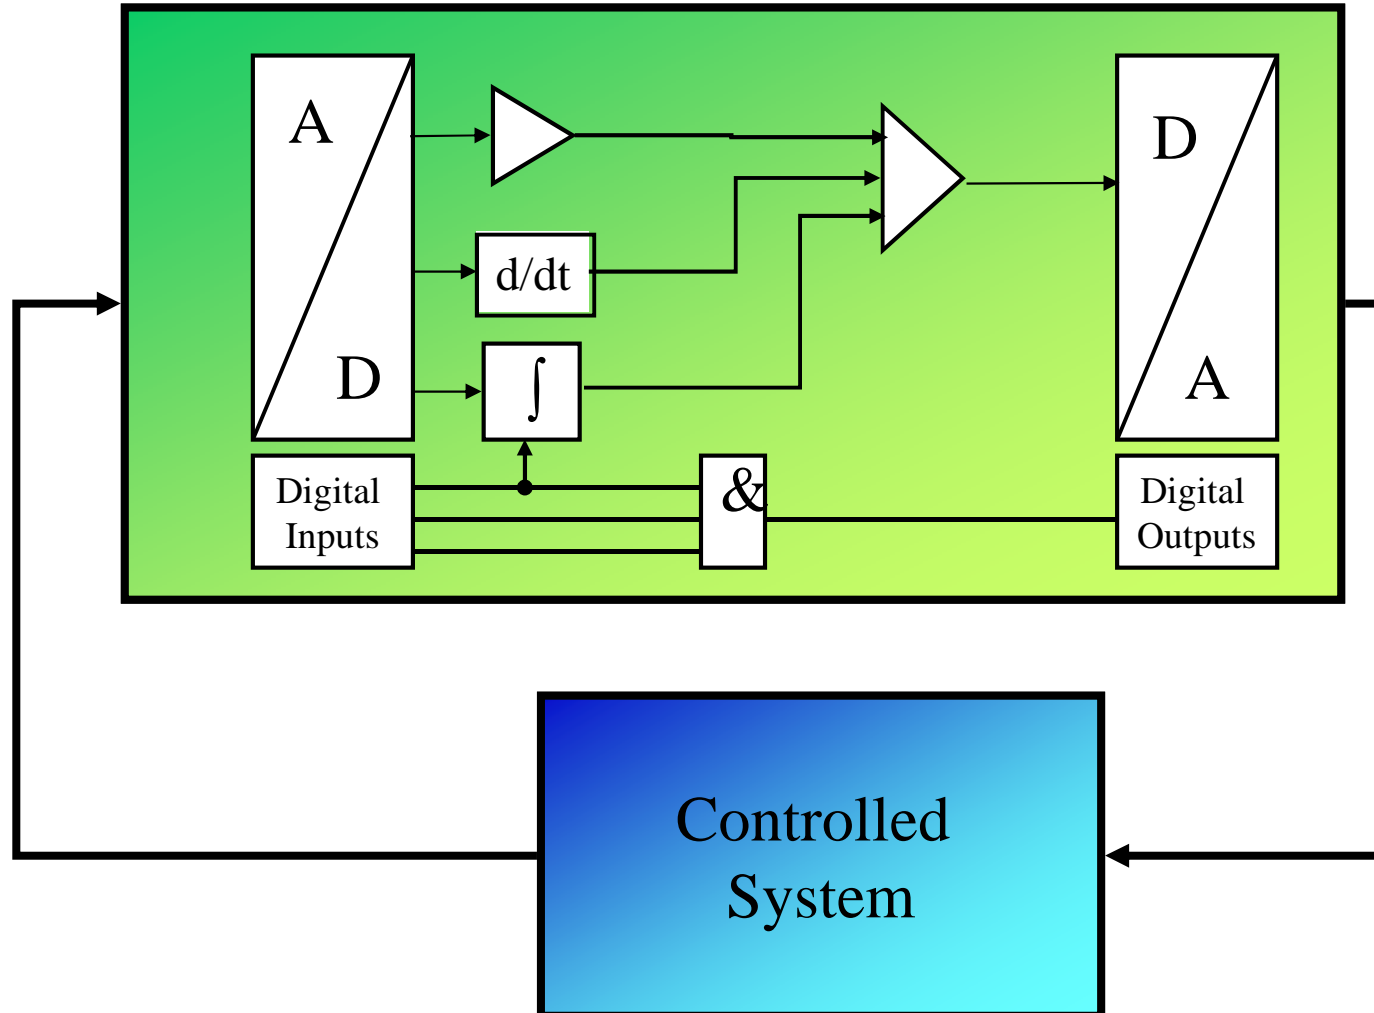 A
D
d/dt
∫
D
A
Digital
Inputs
&
Digital
Outputs
Controlled
System